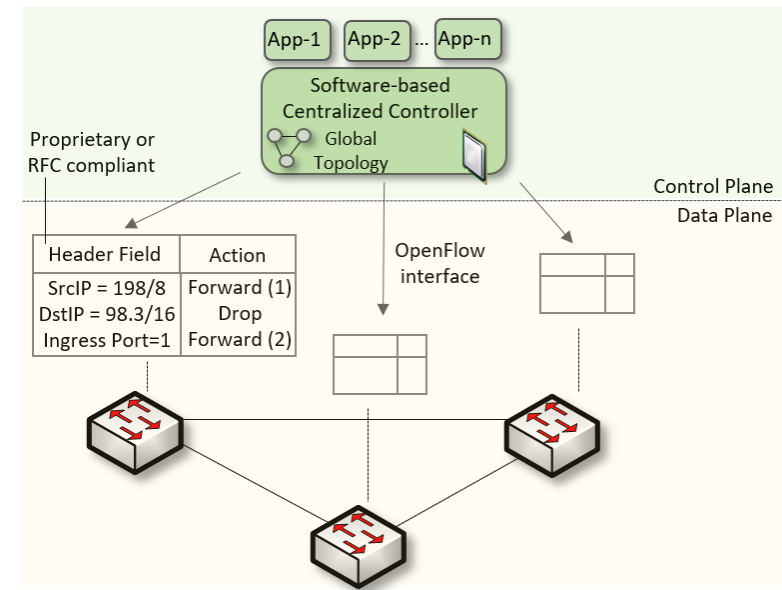 App-1 App-2 ... App-n
Software-based
Centralized Controller
Global
Topology
Proprietary or
RFC compliant
Control Plane
Data Plane
Header Field Action
SrcIP = 198/8 Forward (1)
DstIP = 98.3/16 Drop
Ingress Port=1 Forward (2)
OpenFlow
interface